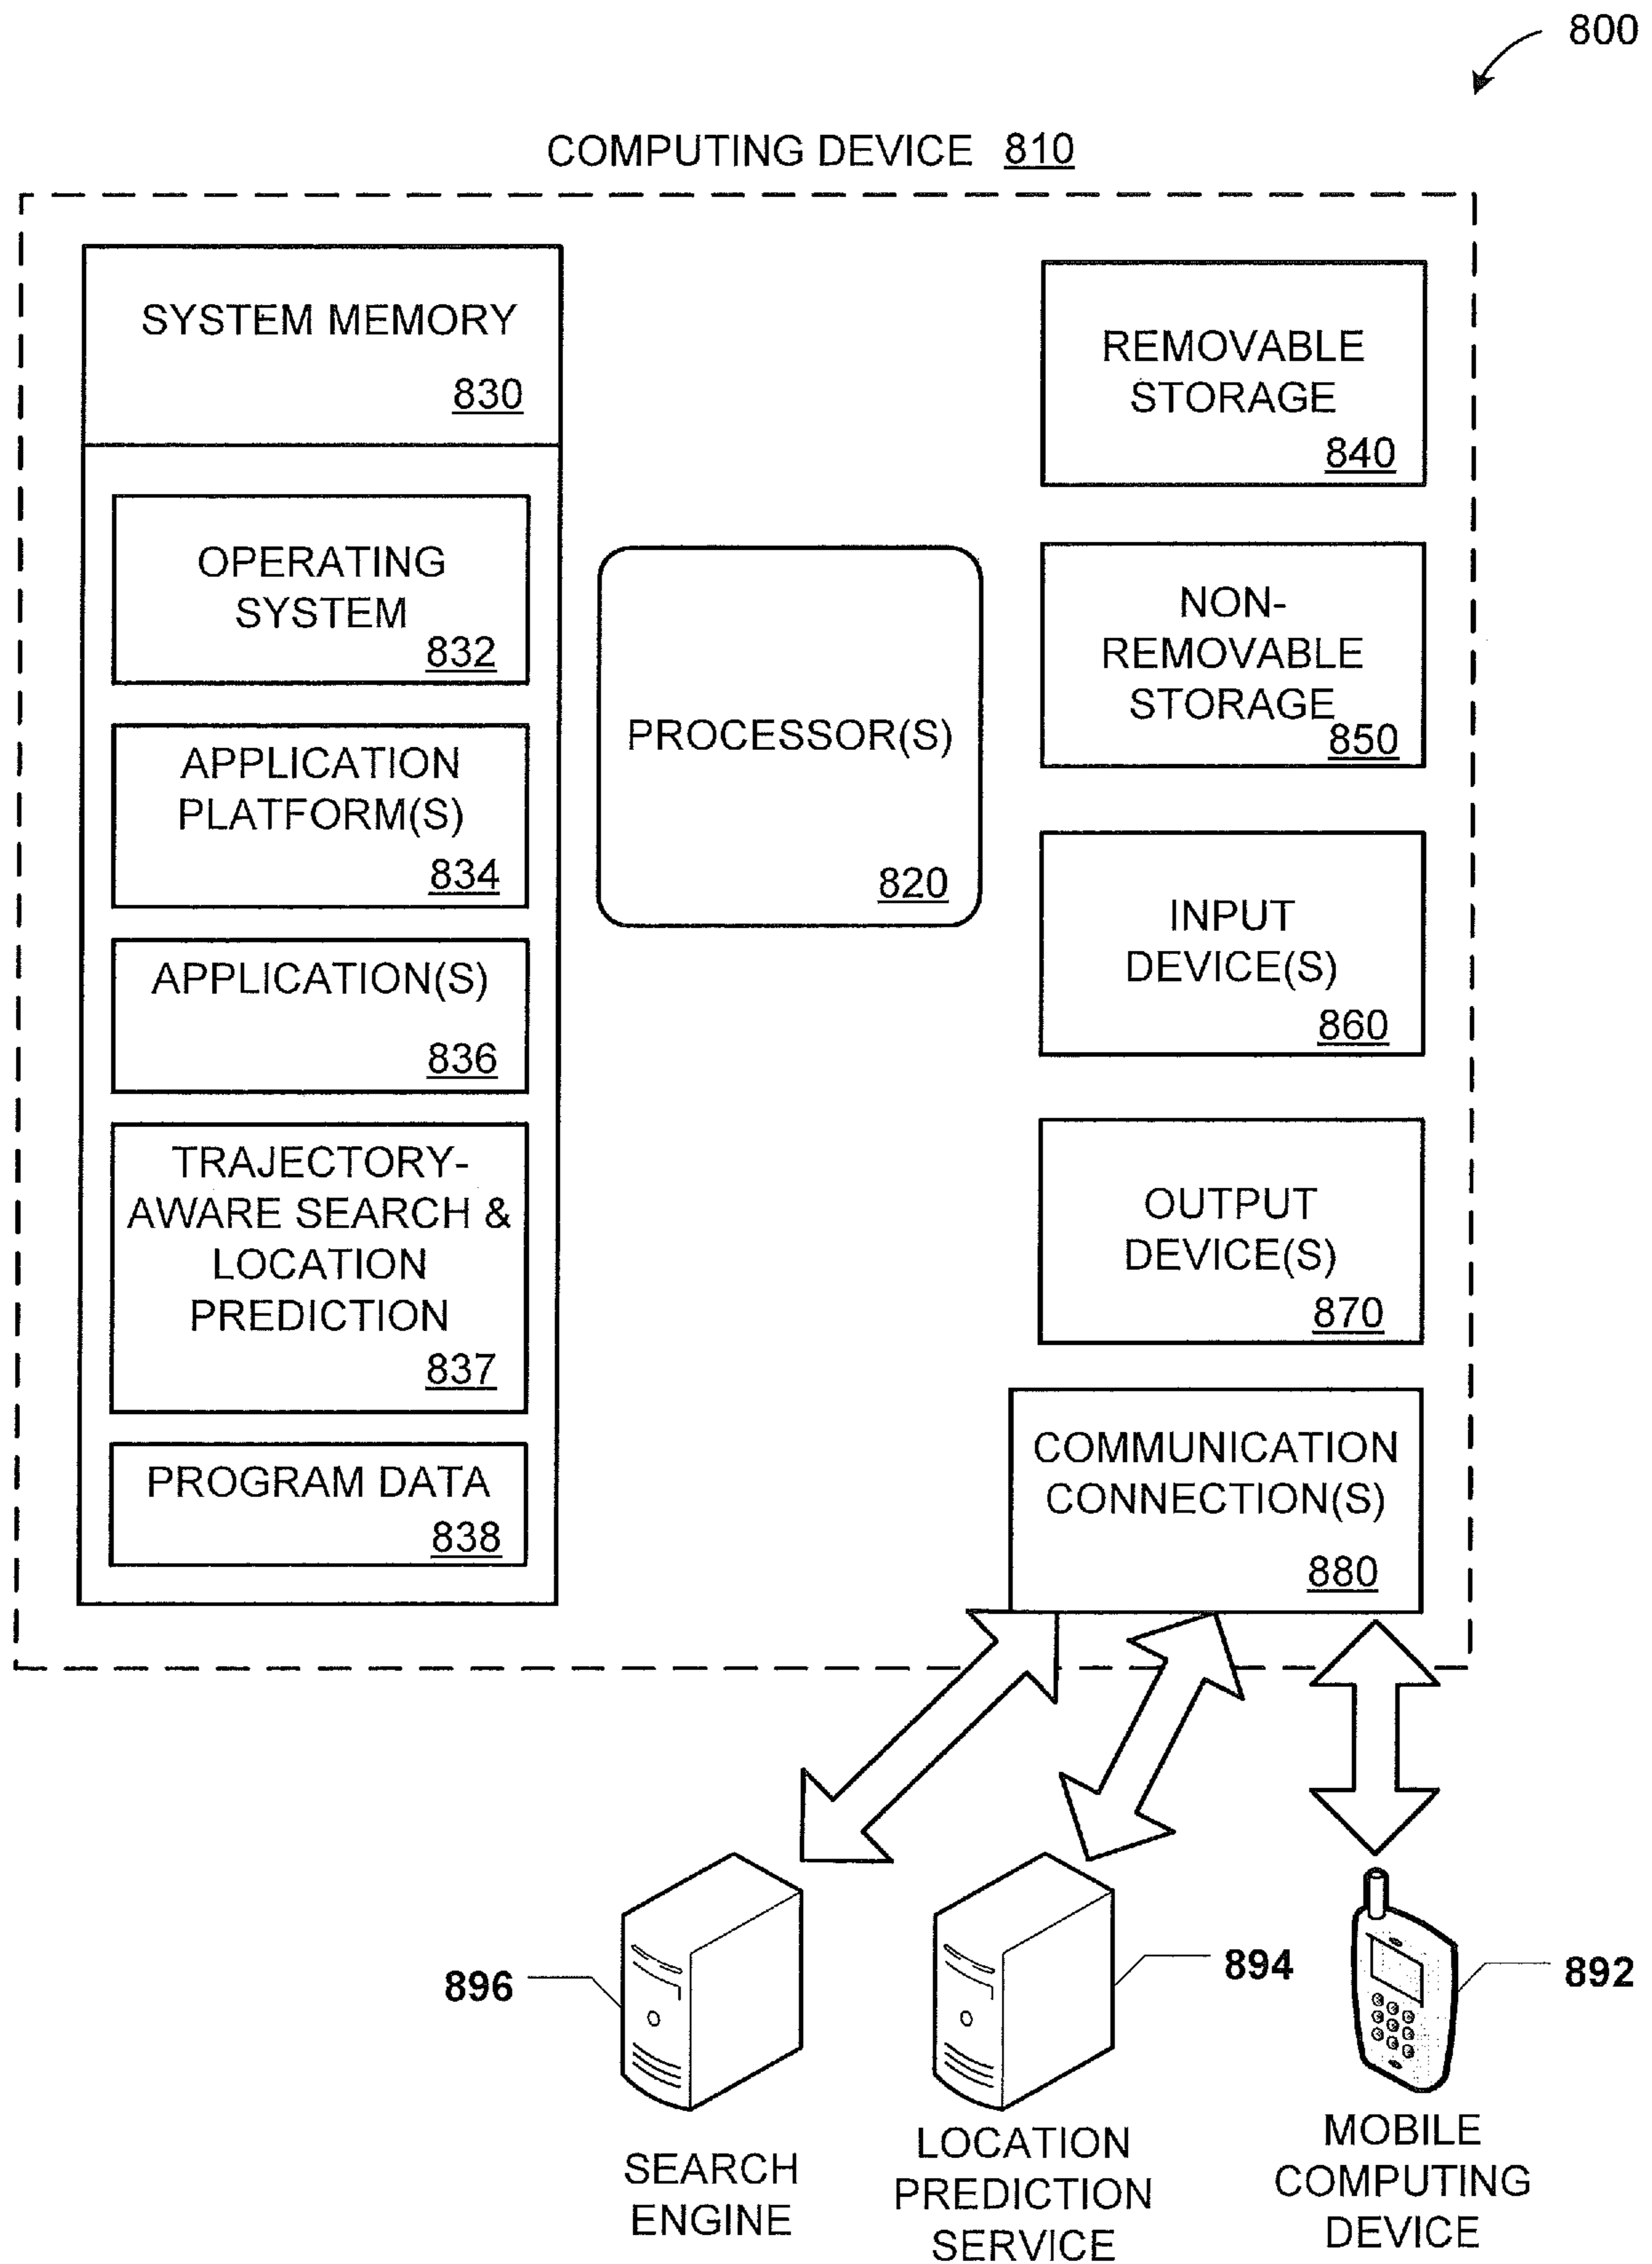 800
COMPUTING DEVICE 810
SYSTEM MEMORY
830
OPERATING
SYSTEM
832
APPLICATION
PLATFORM(S)
834
APPLICATION(S)
836
TRAJECTORY-
AWARE SEARCH &
LOCATION
PREDICTION
837
PROGRAM DATA
838
PROCESSOR(S)
820
REMOVABLE
STORAGE
840
NON-
REMOVABLE
STORAGE
850
INPUT
DEVICE(S)
860
OUTPUT
DEVICE(S)
870
COMMUNICATION
CONNECTION(S)
880
896
SEARCH
ENGINE
894
LOCATION
PREDICTION
SERVICE
892
MOBILE
COMPUTING
DEVICE